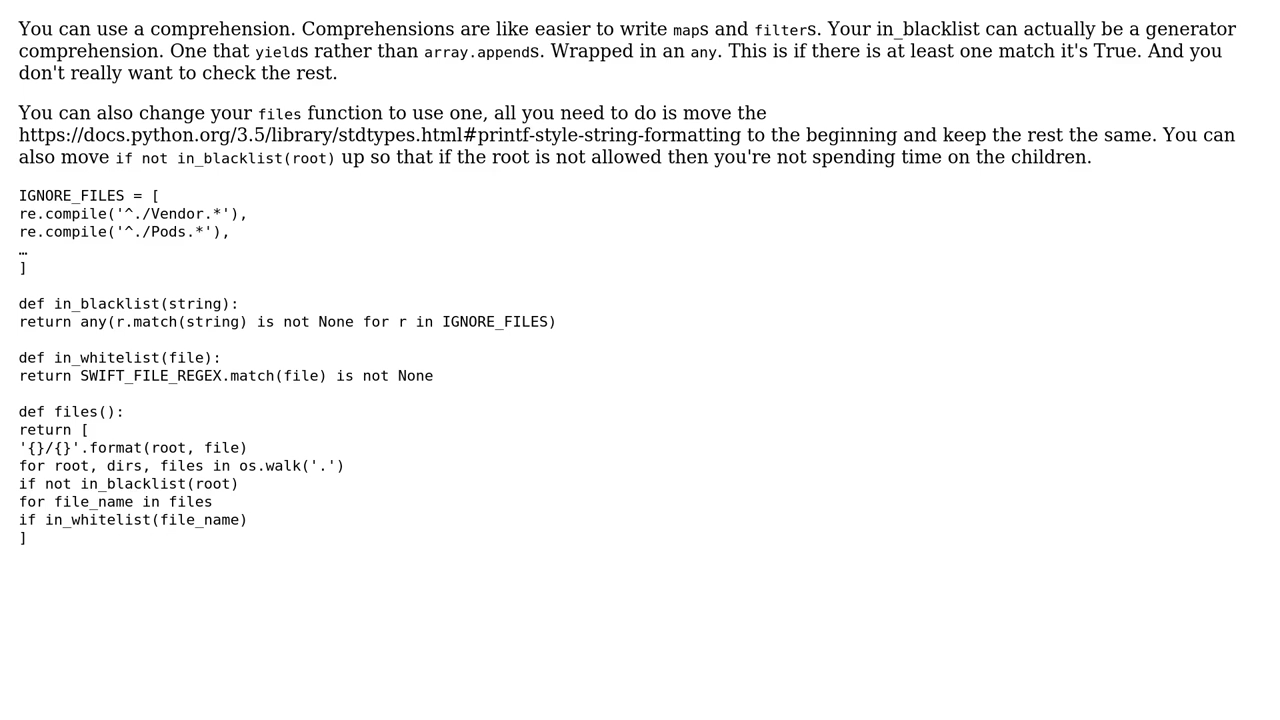 You can use a comprehension. Comprehensions are like easier to write maps and filters. Your in_blacklist can actually be a generator
comprehension. One that yields rather than array.appends. Wrapped in an any. This is if there is at least one match it's True. And you
don't really want to check the rest.
You can also change your files function to use one, all you need to do is move the
https://docs.python.org/3.5/library/stdtypes.html#printf-style-string-formatting to the beginning and keep the rest the same. You can
also move if not in_blacklist(root) up so that if the root is not allowed then you're not spending time on the children.
IGNORE_FILES = [
re.compile('^./Vendor.*'),
re.compile('^./Pods.*'),
…
]
def in_blacklist(string):
return any(r.match(string) is not None for r in IGNORE_FILES)
def in_whitelist(file):
return SWIFT_FILE_REGEX.match(file) is not None
def files():
return [
'{}/{}'.format(root, file)
for root, dirs, files in os.walk('.')
if not in_blacklist(root)
for file_name in files
if in_whitelist(file_name)
]